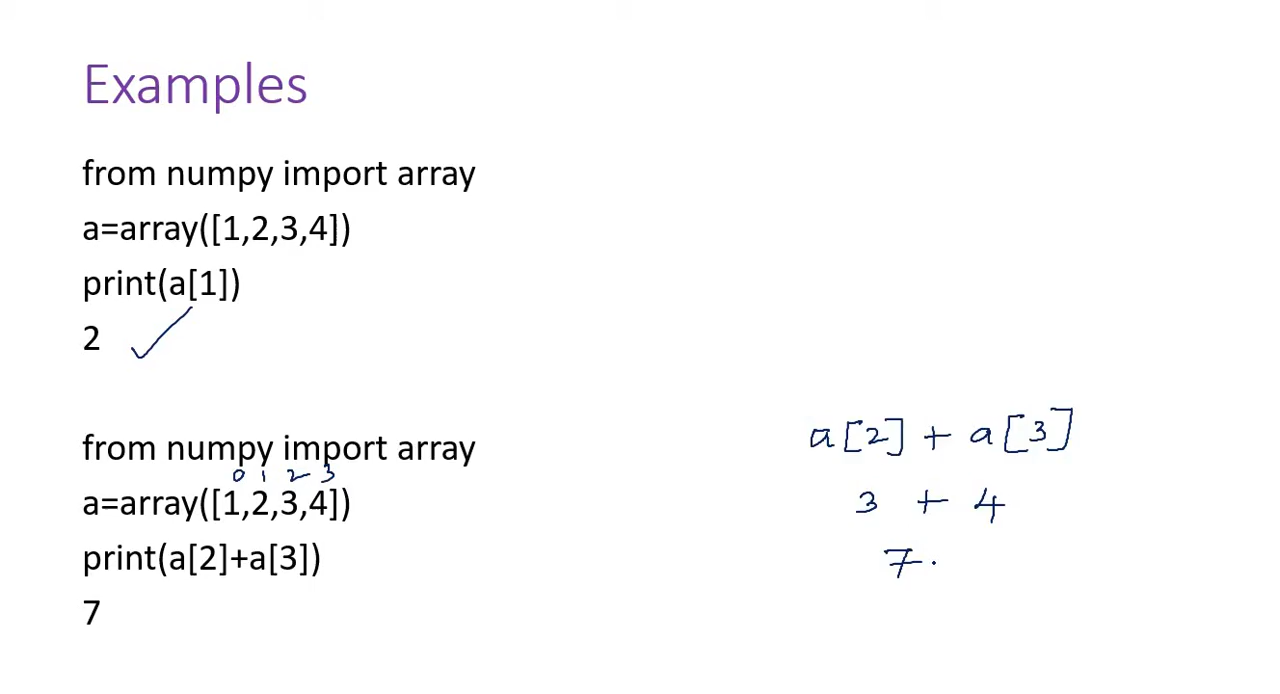 Examples
from numpy import array
a=array([1,2,3,4])
print(a[1])
2
from numpy import array
0 1 2 3
a=array([1,2,3,4])
print(a[2]+a[3])
7
a[2] + a[3]
3 + 4
7.